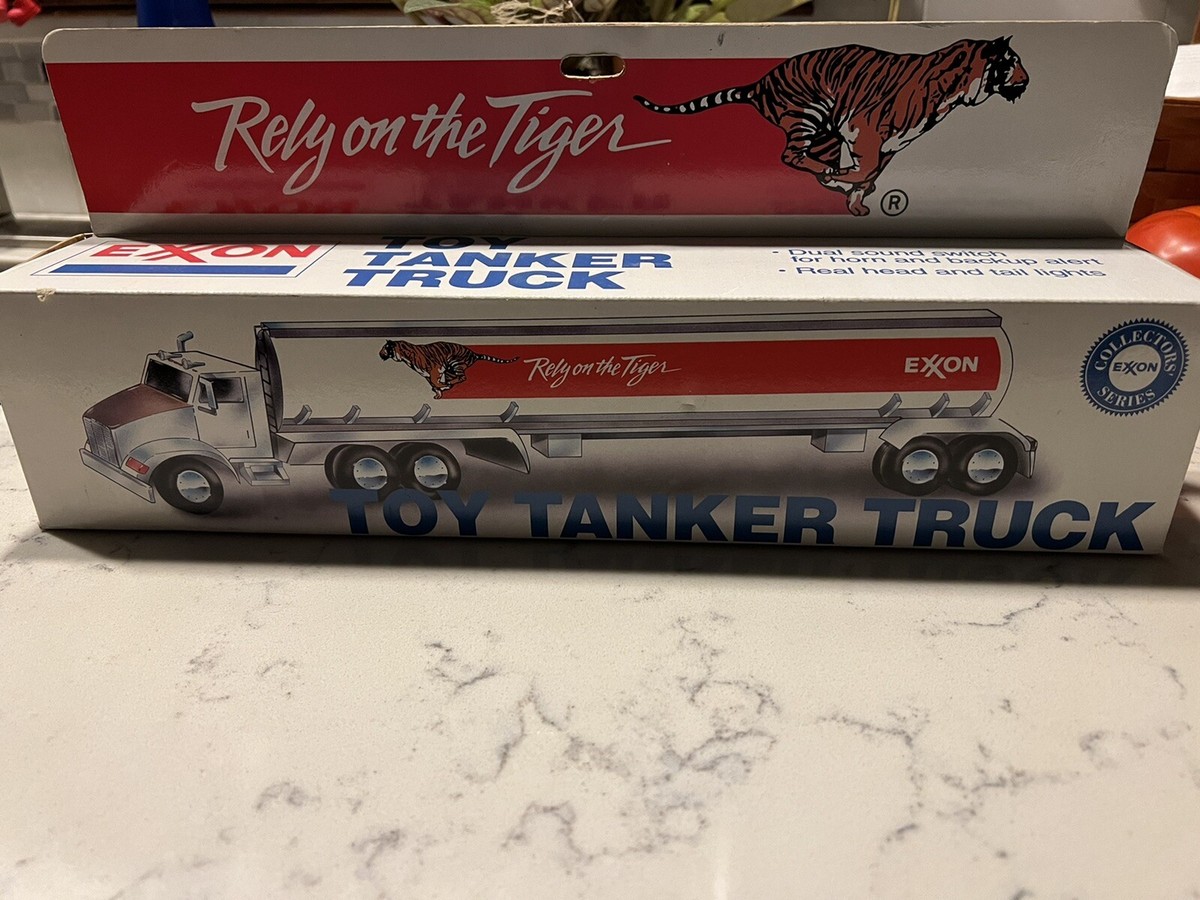 Rely on the Tiger
®
EXXON
TOY
TANKER
TRUCK
• Dual sound switch
for horn and backup alert
• Real head and tail lights
Rely on the Tiger
EXXON
COLLECTORS'
EXXON
SERIES
TOY TANKER TRUCK